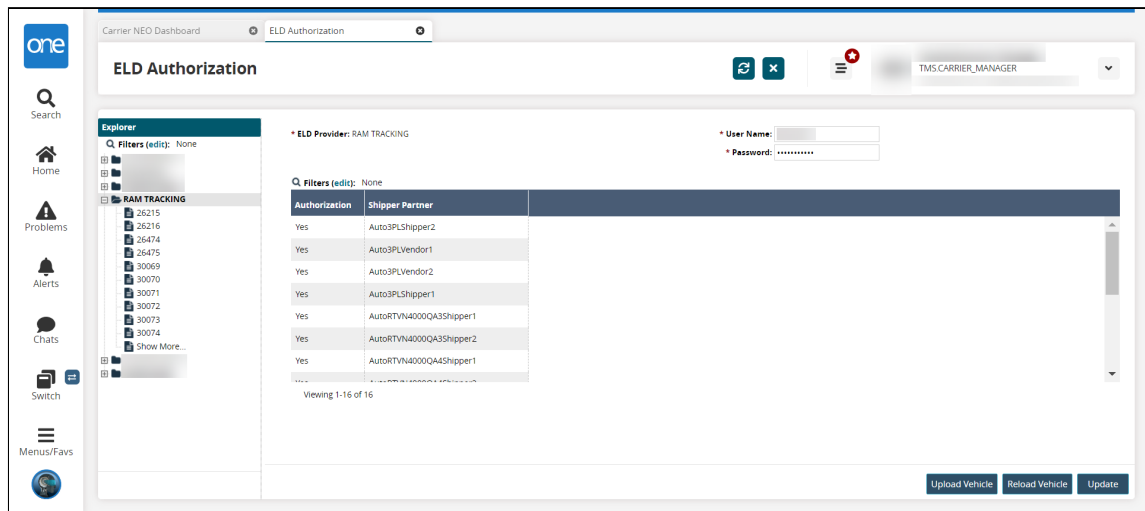 one
Search
Home
Problems
Alerts
Chats
Switch
Menus/Favs
Carrier NEO Dashboard
ELD Authorization
ELD Authorization
TMS.CARRIER_MANAGER
Explorer
Filters (edit): None
RAM TRACKING
26215
26216
26474
26475
30069
30070
30071
30072
30073
30074
Show More...
* ELD Provider: RAM TRACKING
* User Name:
* Password: •••••••••••
Filters (edit): None
Authorization Shipper Partner
Yes Auto3PLShipper2
Yes Auto3PLVendor1
Yes Auto3PLVendor2
Yes Auto3PLShipper1
Yes AutoRTVN4000QA3Shipper1
Yes AutoRTVN4000QA3Shipper2
Yes AutoRTVN4000QA4Shipper1
Viewing 1-16 of 16
Upload Vehicle Reload Vehicle Update